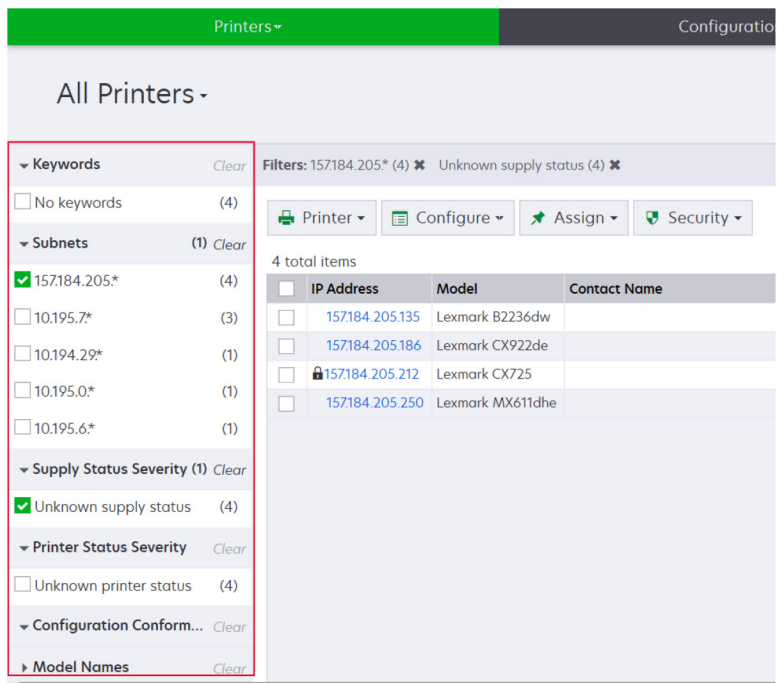 Printers
Configuratio
All Printers
Keywords Clear
No keywords (4)
Subnets (1) Clear
157.184.205.* (4)
10.195.7.* (3)
10.194.29.* (1)
10.195.0.* (1)
10.195.6.* (1)
Supply Status Severity (1) Clear
Unknown supply status (4)
Printer Status Severity Clear
Unknown printer status (4)
Configuration Conform... Clear
Model Names Clear
Filters: 157.184.205.* (4) ✖ Unknown supply status (4) ✖
Printer Configure Assign Security
4 total items
IP Address Model Contact Name
157.184.205.135 Lexmark B2236dw
157.184.205.186 Lexmark CX922de
157.184.205.212 Lexmark CX725
157.184.205.250 Lexmark MX611dhe